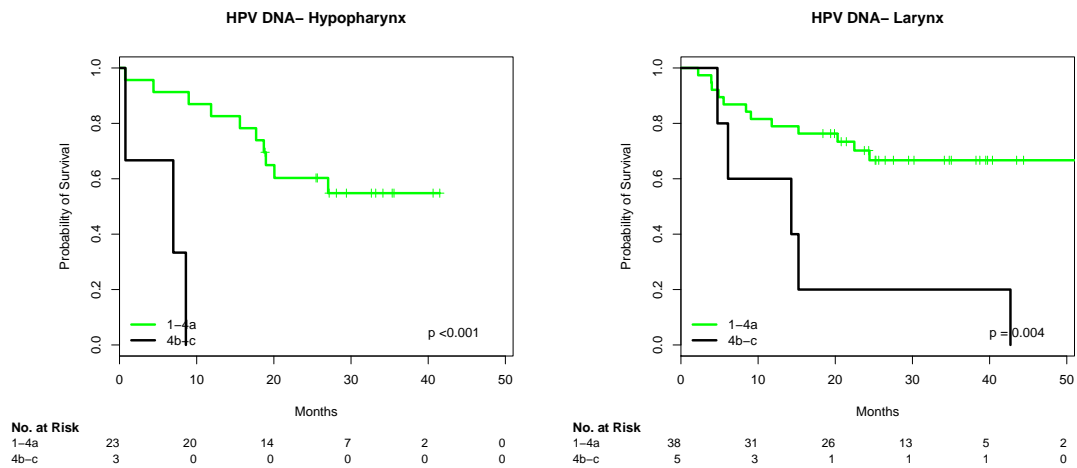 HPV DNA− Hypopharynx
Probability of Survival
1.0
0.8
0.6
0.4
0.2
0.0
1−4a
4b−c
p <0.001
0 10 20 30 40 50
Months
No. at Risk
1−4a 23 20 14 7 2 0
4b−c 3 0 0 0 0 0
HPV DNA− Larynx
Probability of Survival
1.0
0.8
0.6
0.4
0.2
0.0
1−4a
4b−c
p = 0.004
0 10 20 30 40 50
Months
No. at Risk
1−4a 38 31 26 13 5 2
4b−c 5 3 1 1 1 0